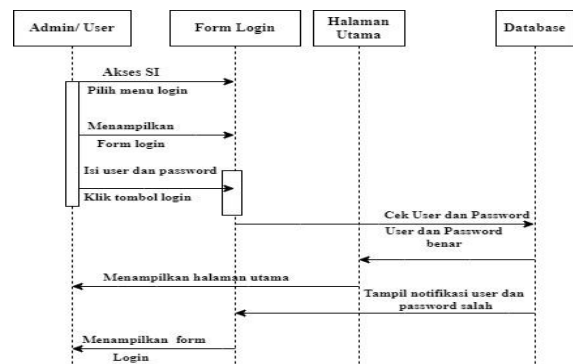 Admin/ User
Form Login
Halaman
Utama
Database
Akses SI
Pilih menu login
Menampilkan
Form login
Isi user dan password
Klik tombol login
Cek User dan Password
User dan Password
benar
Menampilkan halaman utama
Tampil notifikasi user dan
password salah
Menampilkan form
Login